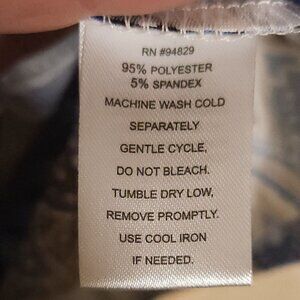 RN #94829
95% POLYESTER
5% SPANDEX
MACHINE WASH COLD
SEPARATELY
GENTLE CYCLE,
DO NOT BLEACH.
TUMBLE DRY LOW,
REMOVE PROMPTLY.
USE COOL IRON
IF NEEDED.